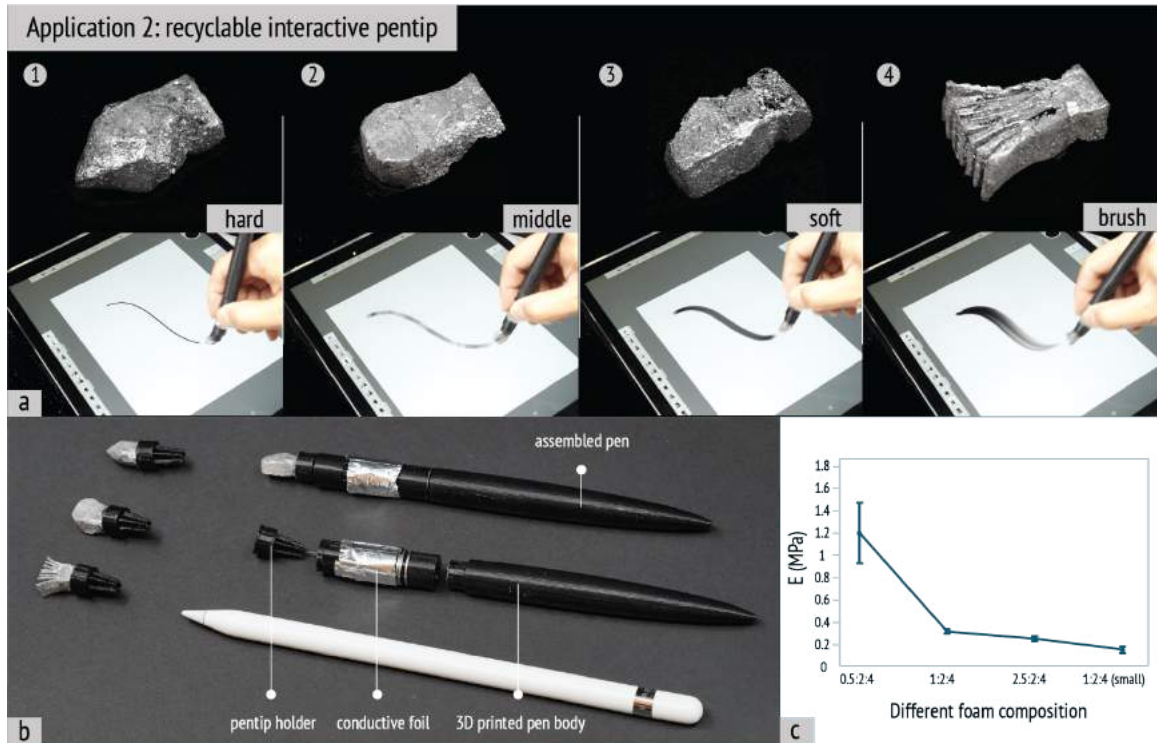 Application 2: recyclable interactive pentip
1
2
3
4
hard
middle
soft
brush
a
assembled pen
pentip holder
conductive foil
3D printed pen body
b
1.8
1.6
1.4
1.2
1
0.8
0.6
0.4
0.2
0
E (MPa)
0.5:2:4
1:2:4
2.5:2:4
1:2:4 (small)
Different foam composition
c